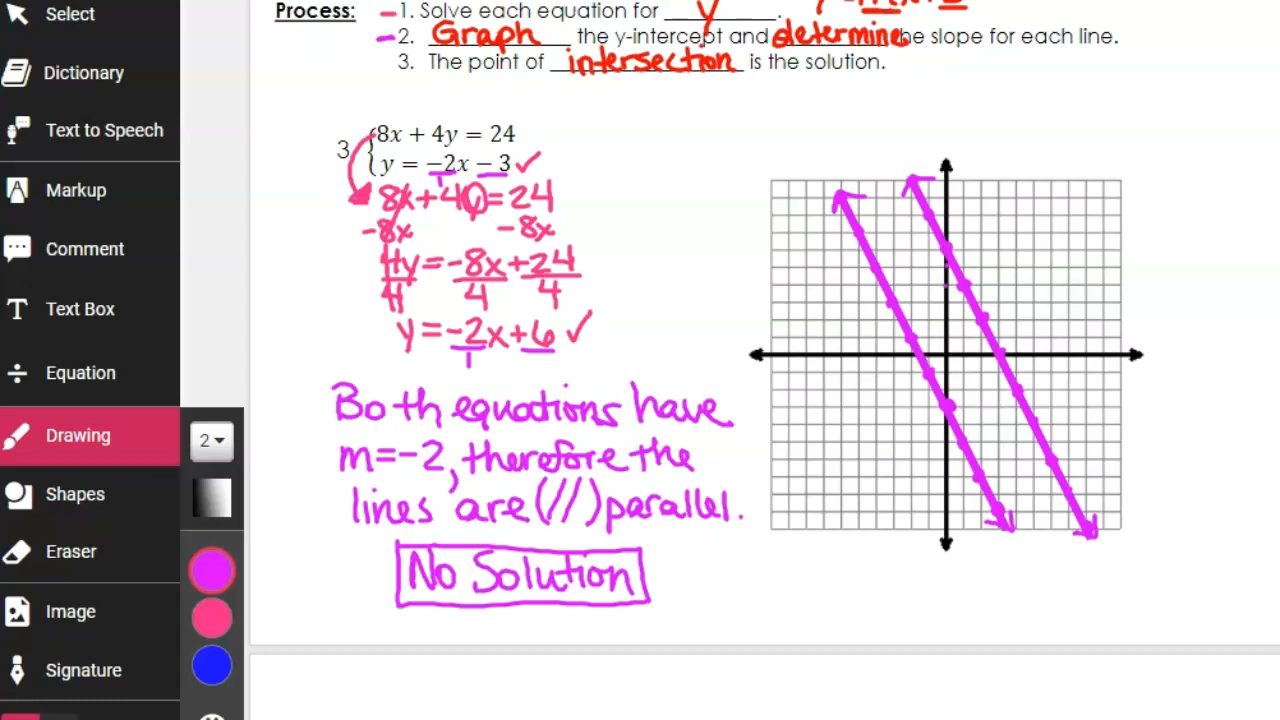 Select
Dictionary
Text to Speech
Markup
Comment
Text Box
Equation
Drawing
Shapes
Eraser
Image
Signature
2
Process: 1. Solve each equation for y.
2. Graph the y-intercept and determine the slope for each line.
3. The point of intersection is the solution.
3 {8x + 4y = 24
y = −2x − 3 ✓
1
8x+4y=24
-8x -8x
4y=-8x+24
4 4 4
y=-2x+6 ✓
1
Both equations have
m=-2, therefore the
lines are (//) parallel.
No Solution